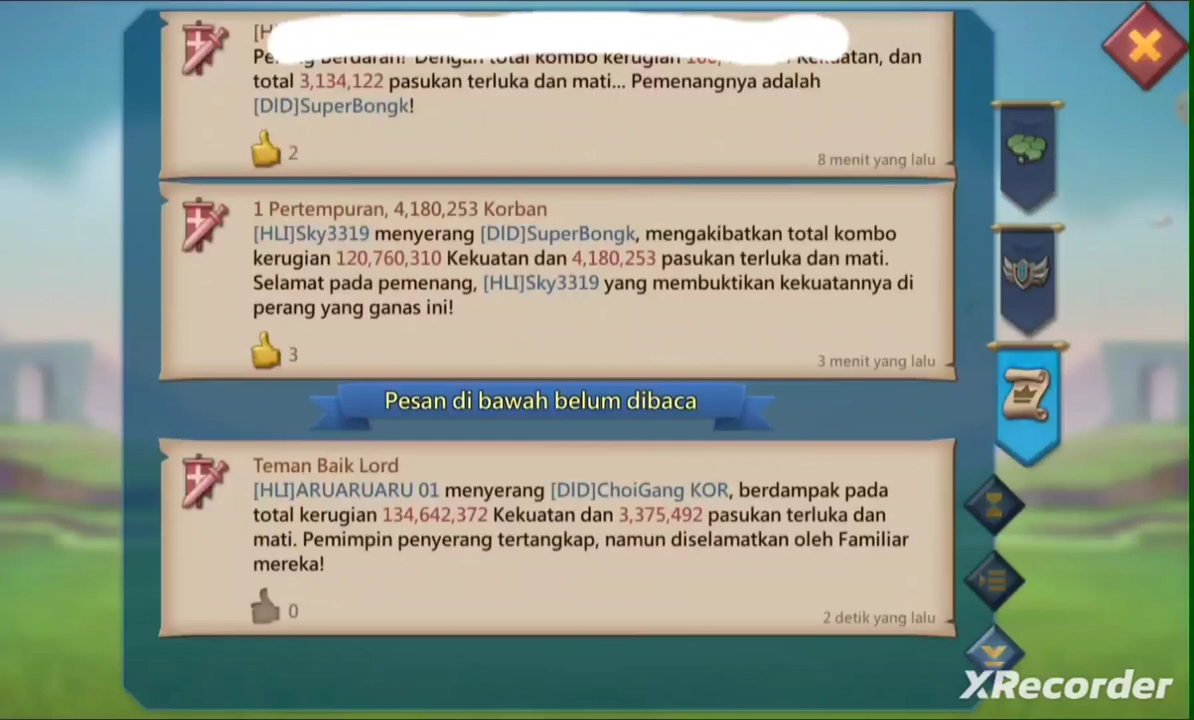 [H
Pe
dan
total 3,134,122 pasukan terluka dan mati... Pemenangnya adalah
[DlD]SuperBongk!
2
8 menit yang lalu
1 Pertempuran, 4,180,253 Korban
[HLI]Sky3319 menyerang [DlD]SuperBongk, mengakibatkan total kombo
kerugian 120,760,310 Kekuatan dan 4,180,253 pasukan terluka dan mati.
Selamat pada pemenang, [HLI]Sky3319 yang membuktikan kekuatannya di
perang yang ganas ini!
3
3 menit yang lalu
Pesan di bawah belum dibaca
Teman Baik Lord
[HLI]ARUARUARU 01 menyerang [DlD]ChoiGang KOR, berdampak pada
total kerugian 134,642,372 Kekuatan dan 3,375,492 pasukan terluka dan
mati. Pemimpin penyerang tertangkap, namun diselamatkan oleh Familiar
mereka!
0
2 detik yang lalu
XRecorder